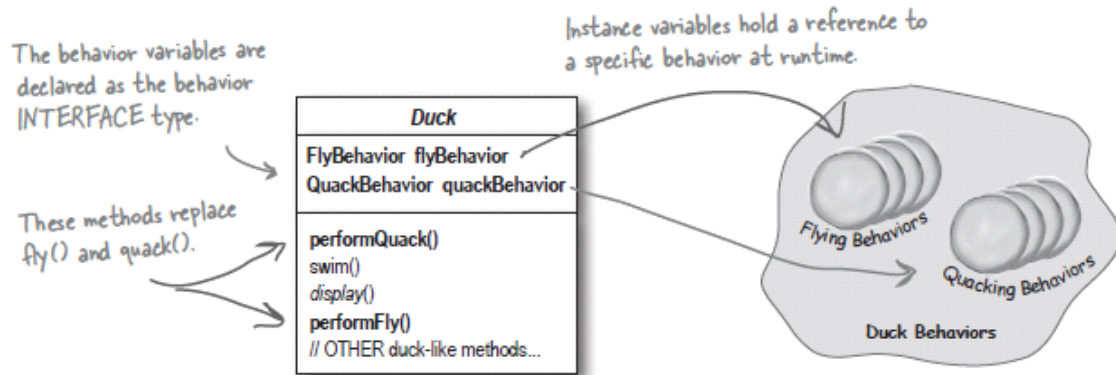 The behavior variables are
declared as the behavior
INTERFACE type.
These methods replace
fly() and quack().
Instance variables hold a reference to
a specific behavior at runtime.
Duck
FlyBehavior flyBehavior
QuackBehavior quackBehavior
performQuack()
swim()
display()
performFly()
// OTHER duck-like methods...
Flying Behaviors
Quacking Behaviors
Duck Behaviors